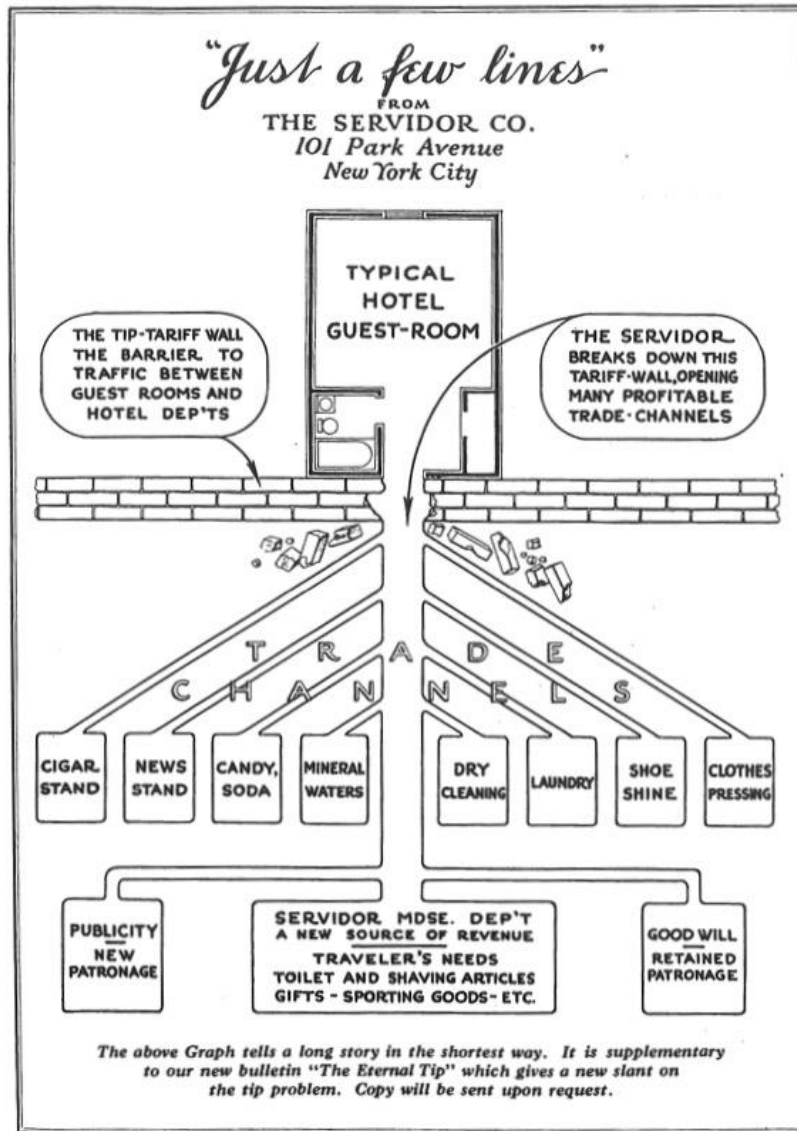 "Just a few lines"
FROM
THE SERVIDOR CO.
101 Park Avenue
New York City
TYPICAL
HOTEL
GUEST-ROOM
THE TIP-TARIFF WALL
THE BARRIER TO
TRAFFIC BETWEEN
GUEST ROOMS AND
HOTEL DEP'TS
THE SERVIDOR
BREAKS DOWN THIS
TARIFF-WALL, OPENING
MANY PROFITABLE
TRADE-CHANNELS
TRADE
CHANNELS
CIGAR
STAND
NEWS
STAND
CANDY,
SODA
MINERAL
WATERS
DRY
CLEANING
LAUNDRY
SHOE
SHINE
CLOTHES
PRESSING
PUBLICITY
—
NEW
PATRONAGE
SERVIDOR MDSE. DEP'T
A NEW SOURCE OF REVENUE
TRAVELER'S NEEDS
TOILET AND SHAVING ARTICLES
GIFTS - SPORTING GOODS - ETC.
GOOD WILL
—
RETAINED
PATRONAGE
The above Graph tells a long story in the shortest way. It is supplementary
to our new bulletin "The Eternal Tip" which gives a new slant on
the tip problem. Copy will be sent upon request.